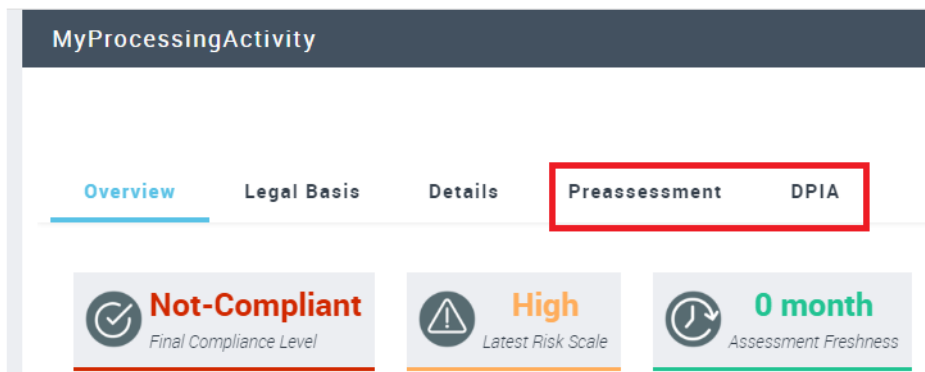 MyProcessingActivity
Overview Legal Basis Details Preassessment DPIA
Not-Compliant High 0 month
Final Compliance Level Latest Risk Scale Assessment Freshness